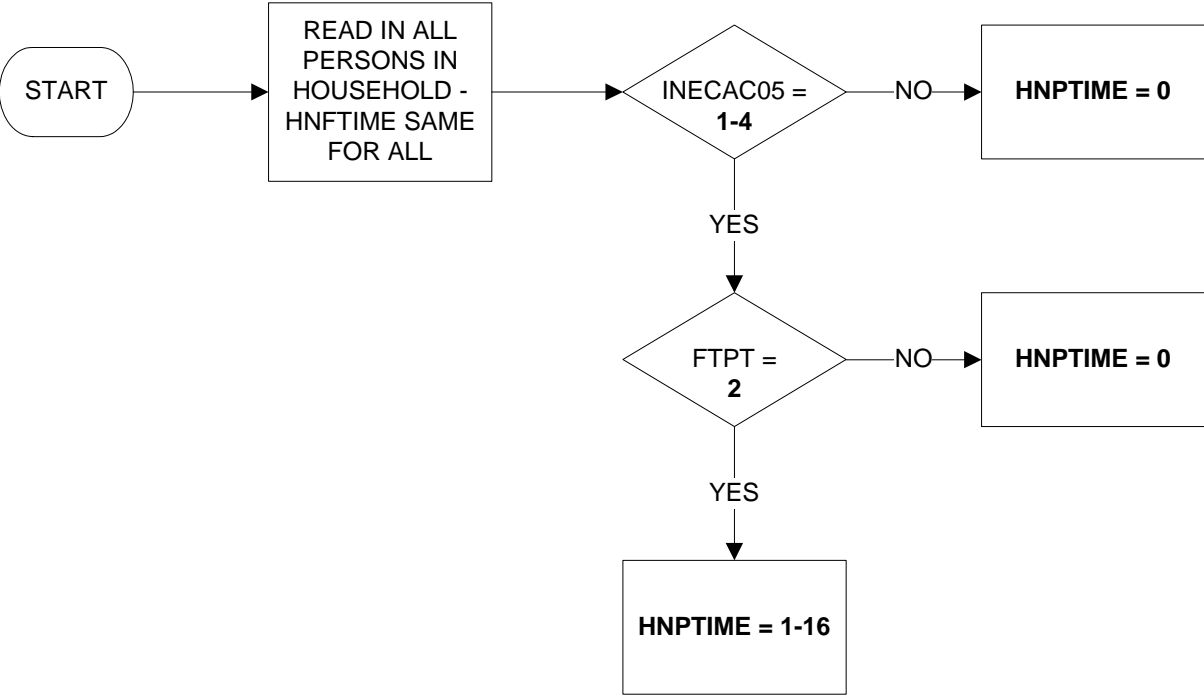 START
READ IN ALL
PERSONS IN
HOUSEHOLD -
HNFTIME SAME
FOR ALL
INECAC05 =
1-4
NO
HNPTIME = 0
YES
FTPT =
2
NO
HNPTIME = 0
YES
HNPTIME = 1-16